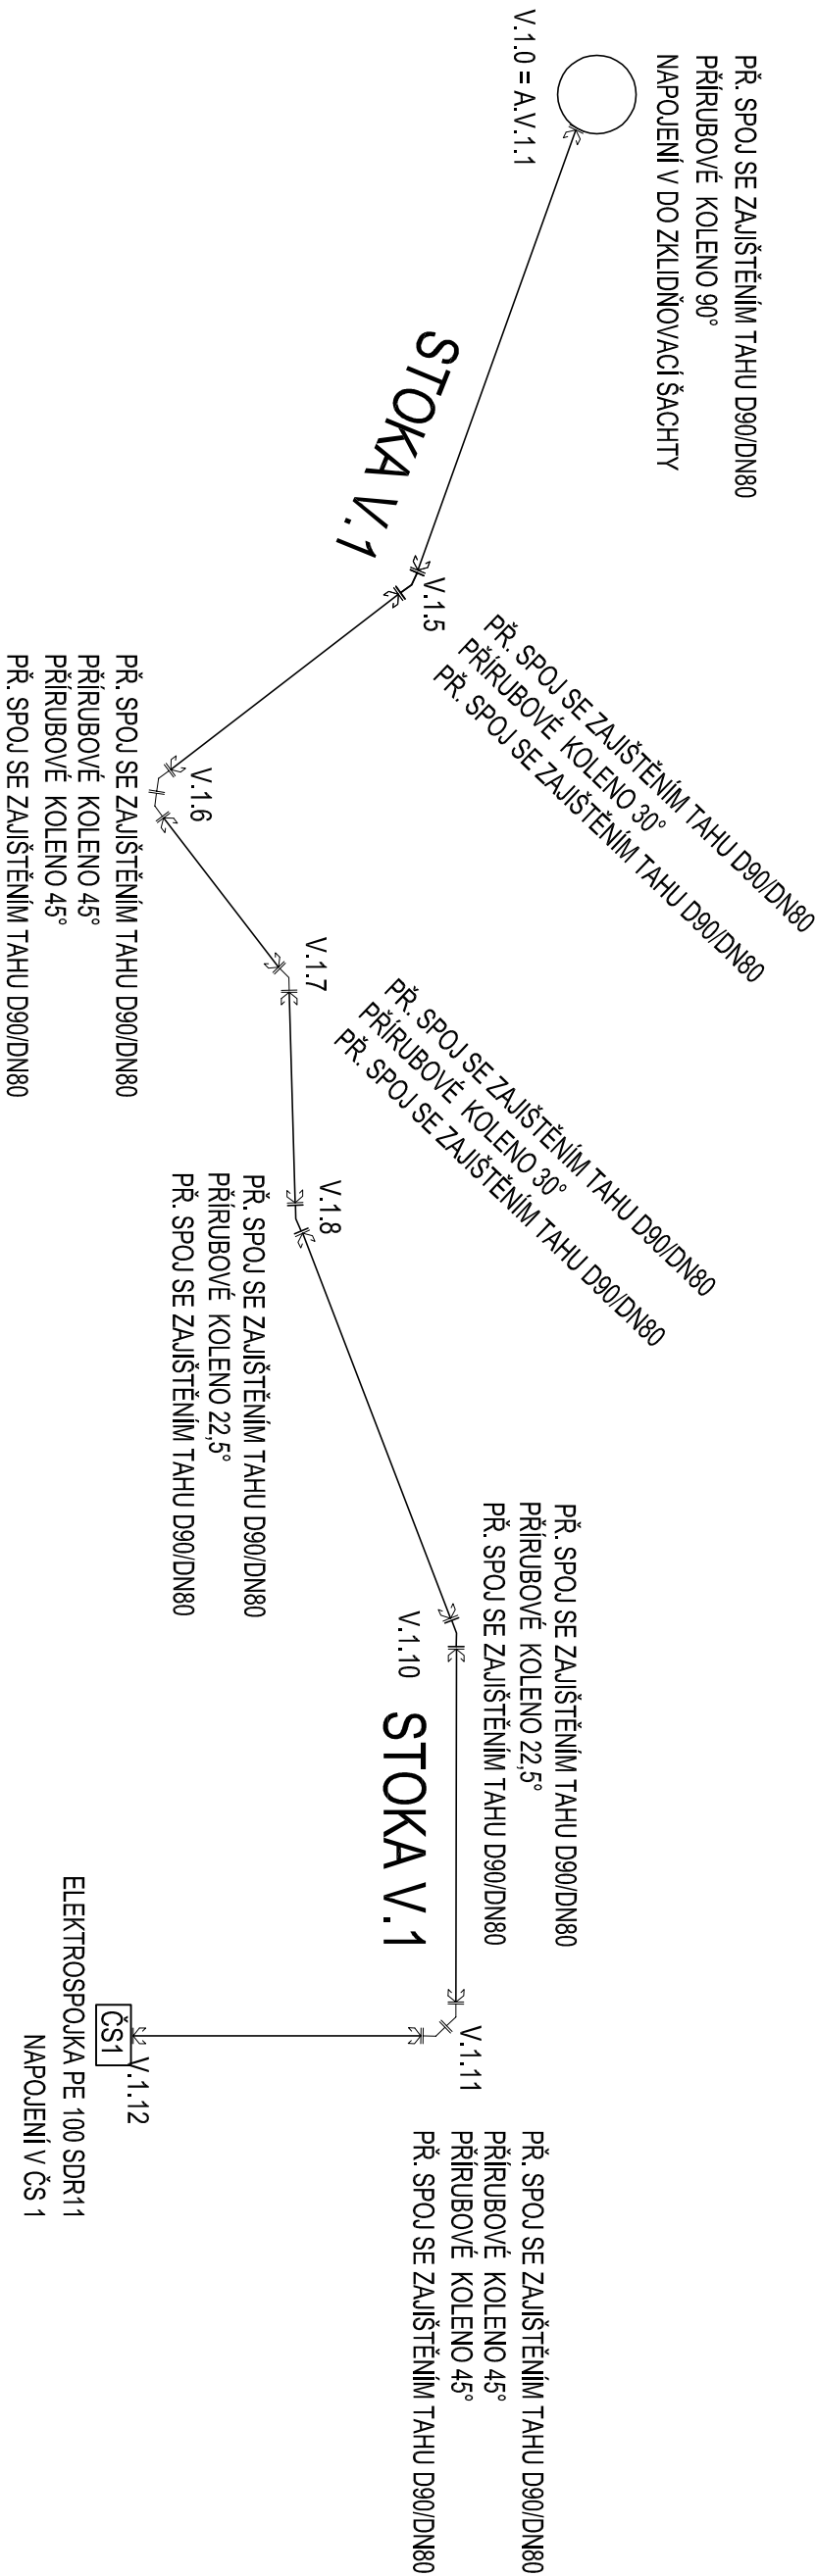 PŘ. SPOJ SE ZAJIŠTĚNÍM TAHU D90/DN80
PŘÍRUBOVÉ KOLENO 90°
NAPOJENÍ V DO ZKLIDŇOVACÍ ŠACHTY
V.1.0 = A.V.1.1
STOKA V.1
V.1.5
PŘ. SPOJ SE ZAJIŠTĚNÍM TAHU D90/DN80
PŘÍRUBOVÉ KOLENO 30°
PŘ. SPOJ SE ZAJIŠTĚNÍM TAHU D90/DN80
V.1.6
PŘ. SPOJ SE ZAJIŠTĚNÍM TAHU D90/DN80
PŘÍRUBOVÉ KOLENO 45°
PŘÍRUBOVÉ KOLENO 45°
PŘ. SPOJ SE ZAJIŠTĚNÍM TAHU D90/DN80
V.1.7
PŘ. SPOJ SE ZAJIŠTĚNÍM TAHU D90/DN80
PŘÍRUBOVÉ KOLENO 30°
PŘ. SPOJ SE ZAJIŠTĚNÍM TAHU D90/DN80
V.1.8
PŘ. SPOJ SE ZAJIŠTĚNÍM TAHU D90/DN80
PŘÍRUBOVÉ KOLENO 22,5°
PŘ. SPOJ SE ZAJIŠTĚNÍM TAHU D90/DN80
PŘ. SPOJ SE ZAJIŠTĚNÍM TAHU D90/DN80
PŘÍRUBOVÉ KOLENO 22,5°
PŘ. SPOJ SE ZAJIŠTĚNÍM TAHU D90/DN80
V.1.10
STOKA V.1
V.1.11
PŘ. SPOJ SE ZAJIŠTĚNÍM TAHU D90/DN80
PŘÍRUBOVÉ KOLENO 45°
PŘÍRUBOVÉ KOLENO 45°
PŘ. SPOJ SE ZAJIŠTĚNÍM TAHU D90/DN80
V.1.12
ČS1
ELEKTROSPOJKA PE 100 SDR11
NAPOJENÍ V ČS 1